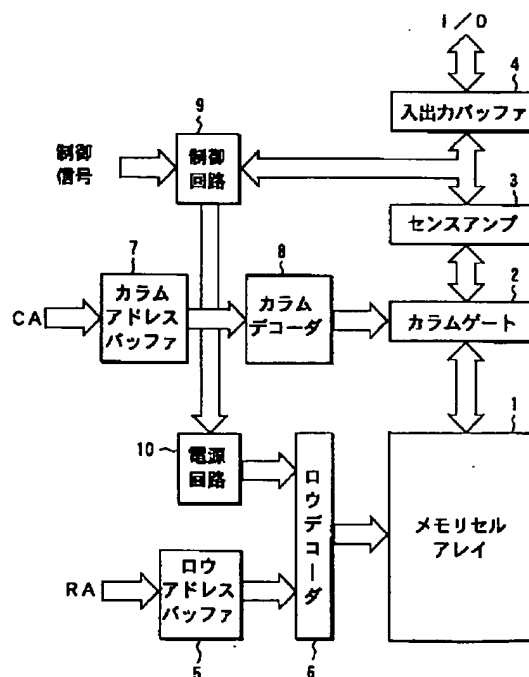 I/O
4
入出力バッファ
9
制御
信号
制御
回路
3
センスアンプ
7
8
2
CA
カラム
アドレス
バッファ
カラム
デコーダ
カラムゲート
1
10
電源
回路
ロウデコーダ
メモリセル
アレイ
RA
ロウ
アドレス
バッファ
5
6